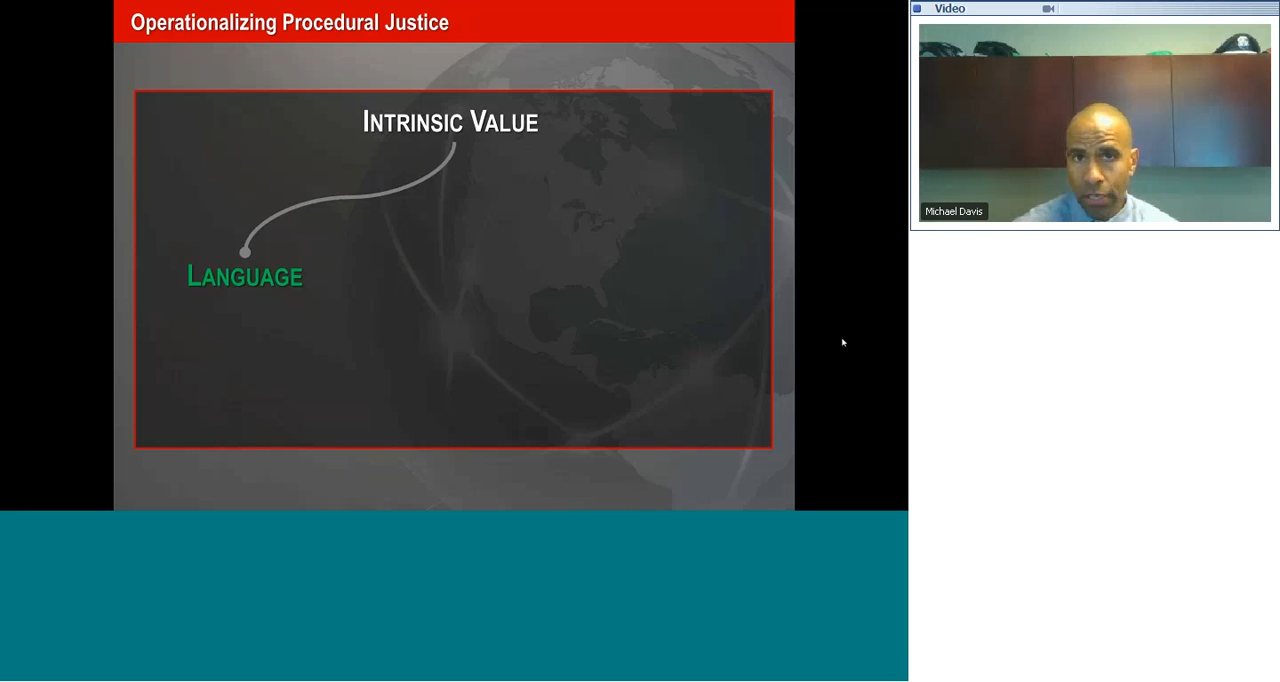 Operationalizing Procedural Justice
INTRINSIC VALUE
LANGUAGE
Video
Michael Davis